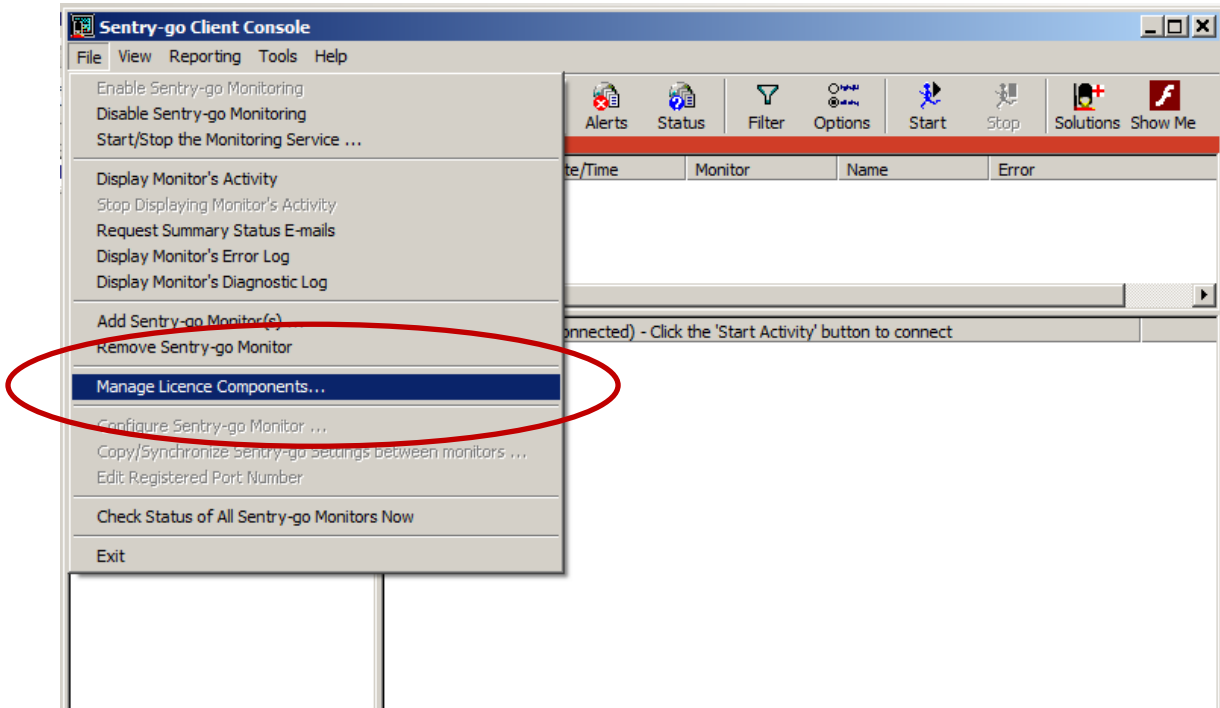 Sentry-go Client Console
File View Reporting Tools Help
Enable Sentry-go Monitoring
Disable Sentry-go Monitoring
Start/Stop the Monitoring Service ...
Display Monitor's Activity
Stop Displaying Monitor's Activity
Request Summary Status E-mails
Display Monitor's Error Log
Display Monitor's Diagnostic Log
Add Sentry-go Monitor(s) ...
Remove Sentry-go Monitor
Manage Licence Components...
Configure Sentry-go Monitor ...
Copy/Synchronize Sentry-go Settings between monitors ...
Edit Registered Port Number
Check Status of All Sentry-go Monitors Now
Exit
Alerts Status Filter Options Start Stop Solutions Show Me
te/Time Monitor Name Error
onnected) - Click the 'Start Activity' button to connect